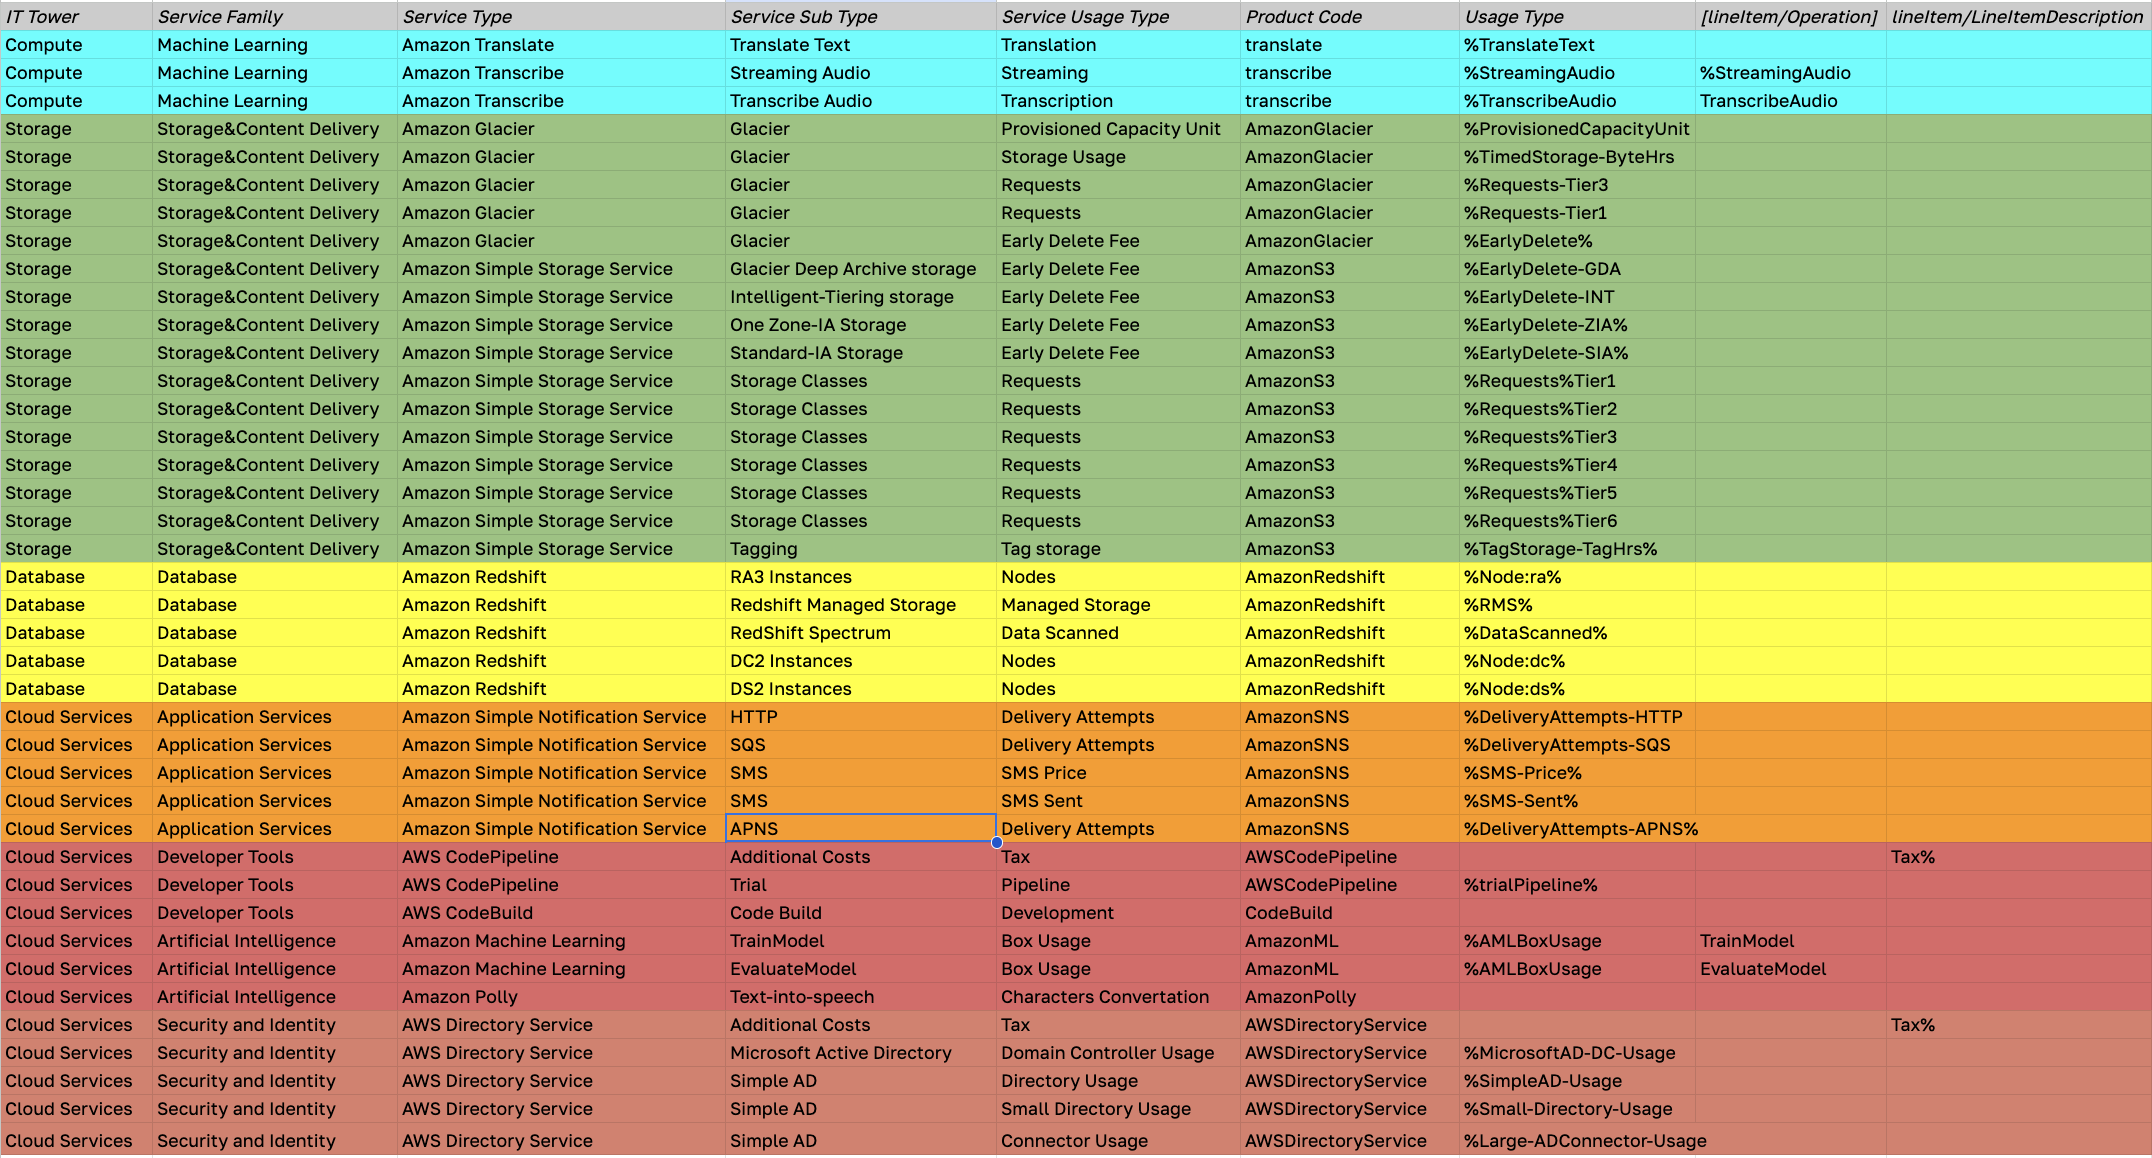 IT Tower Service Family Service Type Service Sub Type Service Usage Type Product Code Usage Type [lineItem/Operation] lineItem/LineItemDescription
Compute Machine Learning Amazon Translate Translate Text Translation translate %TranslateText
Compute Machine Learning Amazon Transcribe Streaming Audio Streaming transcribe %StreamingAudio %StreamingAudio
Compute Machine Learning Amazon Transcribe Transcribe Audio Transcription transcribe %TranscribeAudio TranscribeAudio
Storage Storage&Content Delivery Amazon Glacier Glacier Provisioned Capacity Unit AmazonGlacier %ProvisionedCapacityUnit
Storage Storage&Content Delivery Amazon Glacier Glacier Storage Usage AmazonGlacier %TimedStorage-ByteHrs
Storage Storage&Content Delivery Amazon Glacier Glacier Requests AmazonGlacier %Requests-Tier3
Storage Storage&Content Delivery Amazon Glacier Glacier Requests AmazonGlacier %Requests-Tier1
Storage Storage&Content Delivery Amazon Glacier Glacier Early Delete Fee AmazonGlacier %EarlyDelete%
Storage Storage&Content Delivery Amazon Simple Storage Service Glacier Deep Archive storage Early Delete Fee AmazonS3 %EarlyDelete-GDA
Storage Storage&Content Delivery Amazon Simple Storage Service Intelligent-Tiering storage Early Delete Fee AmazonS3 %EarlyDelete-INT
Storage Storage&Content Delivery Amazon Simple Storage Service One Zone-IA Storage Early Delete Fee AmazonS3 %EarlyDelete-ZIA%
Storage Storage&Content Delivery Amazon Simple Storage Service Standard-IA Storage Early Delete Fee AmazonS3 %EarlyDelete-SIA%
Storage Storage&Content Delivery Amazon Simple Storage Service Storage Classes Requests AmazonS3 %Requests%Tier1
Storage Storage&Content Delivery Amazon Simple Storage Service Storage Classes Requests AmazonS3 %Requests%Tier2
Storage Storage&Content Delivery Amazon Simple Storage Service Storage Classes Requests AmazonS3 %Requests%Tier3
Storage Storage&Content Delivery Amazon Simple Storage Service Storage Classes Requests AmazonS3 %Requests%Tier4
Storage Storage&Content Delivery Amazon Simple Storage Service Storage Classes Requests AmazonS3 %Requests%Tier5
Storage Storage&Content Delivery Amazon Simple Storage Service Storage Classes Requests AmazonS3 %Requests%Tier6
Storage Storage&Content Delivery Amazon Simple Storage Service Tagging Tag storage AmazonS3 %TagStorage-TagHrs%
Database Database Amazon Redshift RA3 Instances Nodes AmazonRedshift %Node:ra%
Database Database Amazon Redshift Redshift Managed Storage Managed Storage AmazonRedshift %RMS%
Database Database Amazon Redshift RedShift Spectrum Data Scanned AmazonRedshift %DataScanned%
Database Database Amazon Redshift DC2 Instances Nodes AmazonRedshift %Node:dc%
Database Database Amazon Redshift DS2 Instances Nodes AmazonRedshift %Node:ds%
Cloud Services Application Services Amazon Simple Notification Service HTTP Delivery Attempts AmazonSNS %DeliveryAttempts-HTTP
Cloud Services Application Services Amazon Simple Notification Service SQS Delivery Attempts AmazonSNS %DeliveryAttempts-SQS
Cloud Services Application Services Amazon Simple Notification Service SMS SMS Price AmazonSNS %SMS-Price%
Cloud Services Application Services Amazon Simple Notification Service SMS SMS Sent AmazonSNS %SMS-Sent%
Cloud Services Application Services Amazon Simple Notification Service APNS Delivery Attempts AmazonSNS %DeliveryAttempts-APNS%
Cloud Services Developer Tools AWS CodePipeline Additional Costs Tax AWSCodePipeline Tax%
Cloud Services Developer Tools AWS CodePipeline Trial Pipeline AWSCodePipeline %trialPipeline%
Cloud Services Developer Tools AWS CodeBuild Code Build Development CodeBuild
Cloud Services Artificial Intelligence Amazon Machine Learning TrainModel Box Usage AmazonML %AMLBoxUsage TrainModel
Cloud Services Artificial Intelligence Amazon Machine Learning EvaluateModel Box Usage AmazonML %AMLBoxUsage EvaluateModel
Cloud Services Artificial Intelligence Amazon Polly Text-into-speech Characters Convertation AmazonPolly
Cloud Services Security and Identity AWS Directory Service Additional Costs Tax AWSDirectoryService Tax%
Cloud Services Security and Identity AWS Directory Service Microsoft Active Directory Domain Controller Usage AWSDirectoryService %MicrosoftAD-DC-Usage
Cloud Services Security and Identity AWS Directory Service Simple AD Directory Usage AWSDirectoryService %SimpleAD-Usage
Cloud Services Security and Identity AWS Directory Service Simple AD Small Directory Usage AWSDirectoryService %Small-Directory-Usage
Cloud Services Security and Identity AWS Directory Service Simple AD Connector Usage AWSDirectoryService %Large-ADConnector-Usage